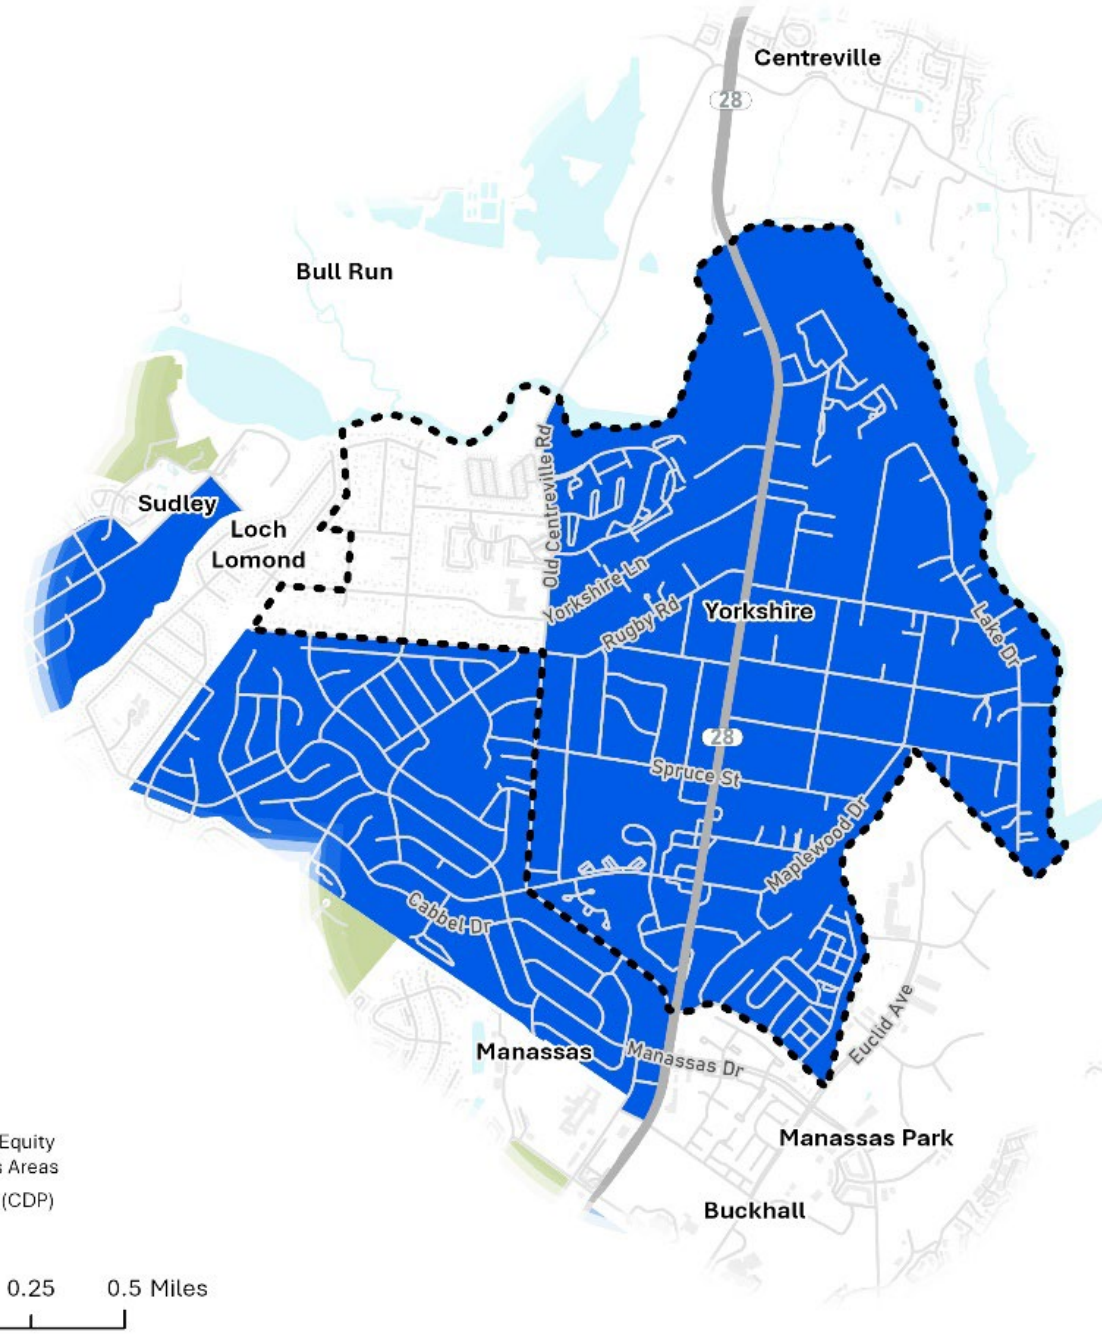 Centreville
28
Bull Run
Sudley
Loch
Lomond
Old Centreville Rd
Yorkshire Ln
Rugby Rd
Yorkshire
Lake Dr
28
Spruce St
Maplewood Dr
Cabbel Dr
Euclid Ave
Manassas
Manassas Dr
Manassas Park
Buckhall
Equity
s Areas
(CDP)
0.25 0.5 Miles